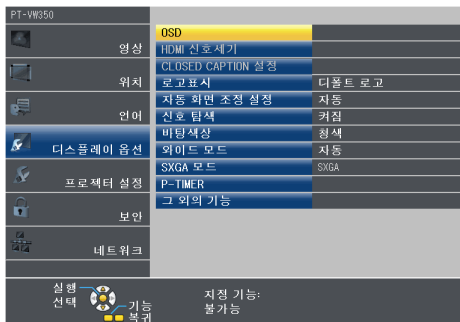 PT-VW350
영상
위치
언어
디스플레이 옵션
프로젝터 설정
보안
네트워크
OSD
HDMI 신호세기
CLOSED CAPTION 설정
로고표시 디폴트 로고
자동 화면 조정 설정 자동
신호 탐색 켜짐
바탕색상 청색
와이드 모드 자동
SXGA 모드 SXGA
P-TIMER
그 외의 기능
실행
선택
기능
복귀
지정 기능:
불가능